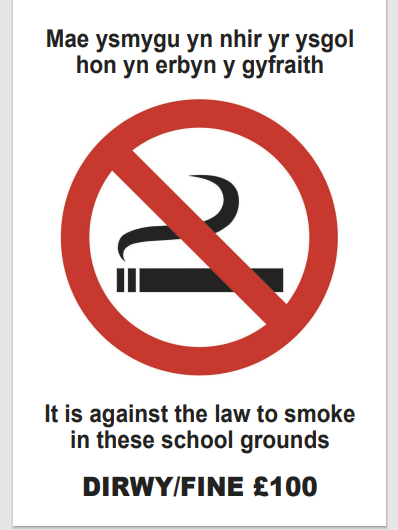 Mae ysmygu yn nhir yr ysgol
hon yn erbyn y gyfraith
It is against the law to smoke
in these school grounds
DIRWY/FINE £100